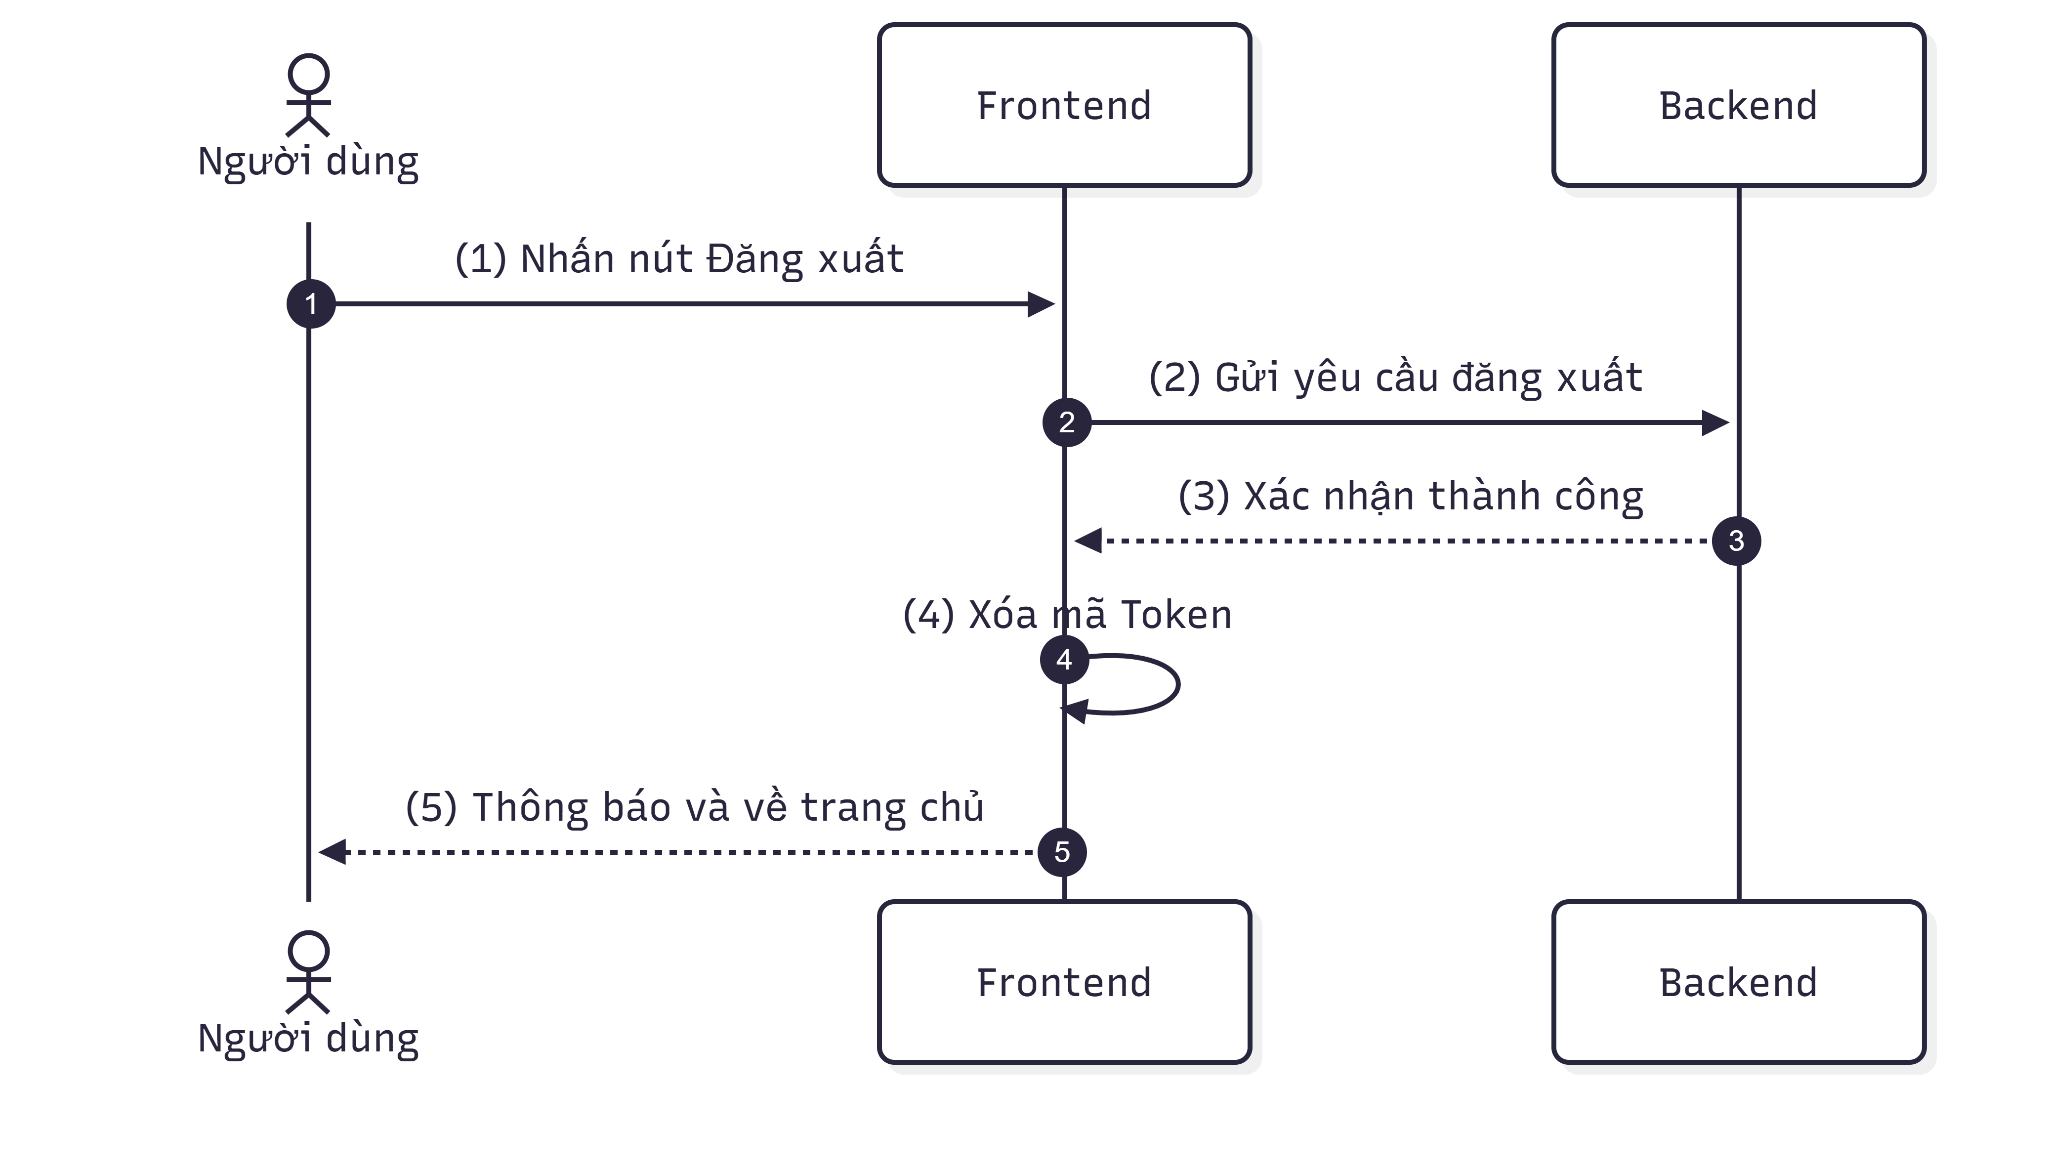 Người dùng
Frontend
Backend
(1) Nhấn nút Đăng xuất
1
(2) Gửi yêu cầu đăng xuất
2
(3) Xác nhận thành công
3
(4) Xóa mã Token
4
(5) Thông báo và về trang chủ
5
Người dùng
Frontend
Backend